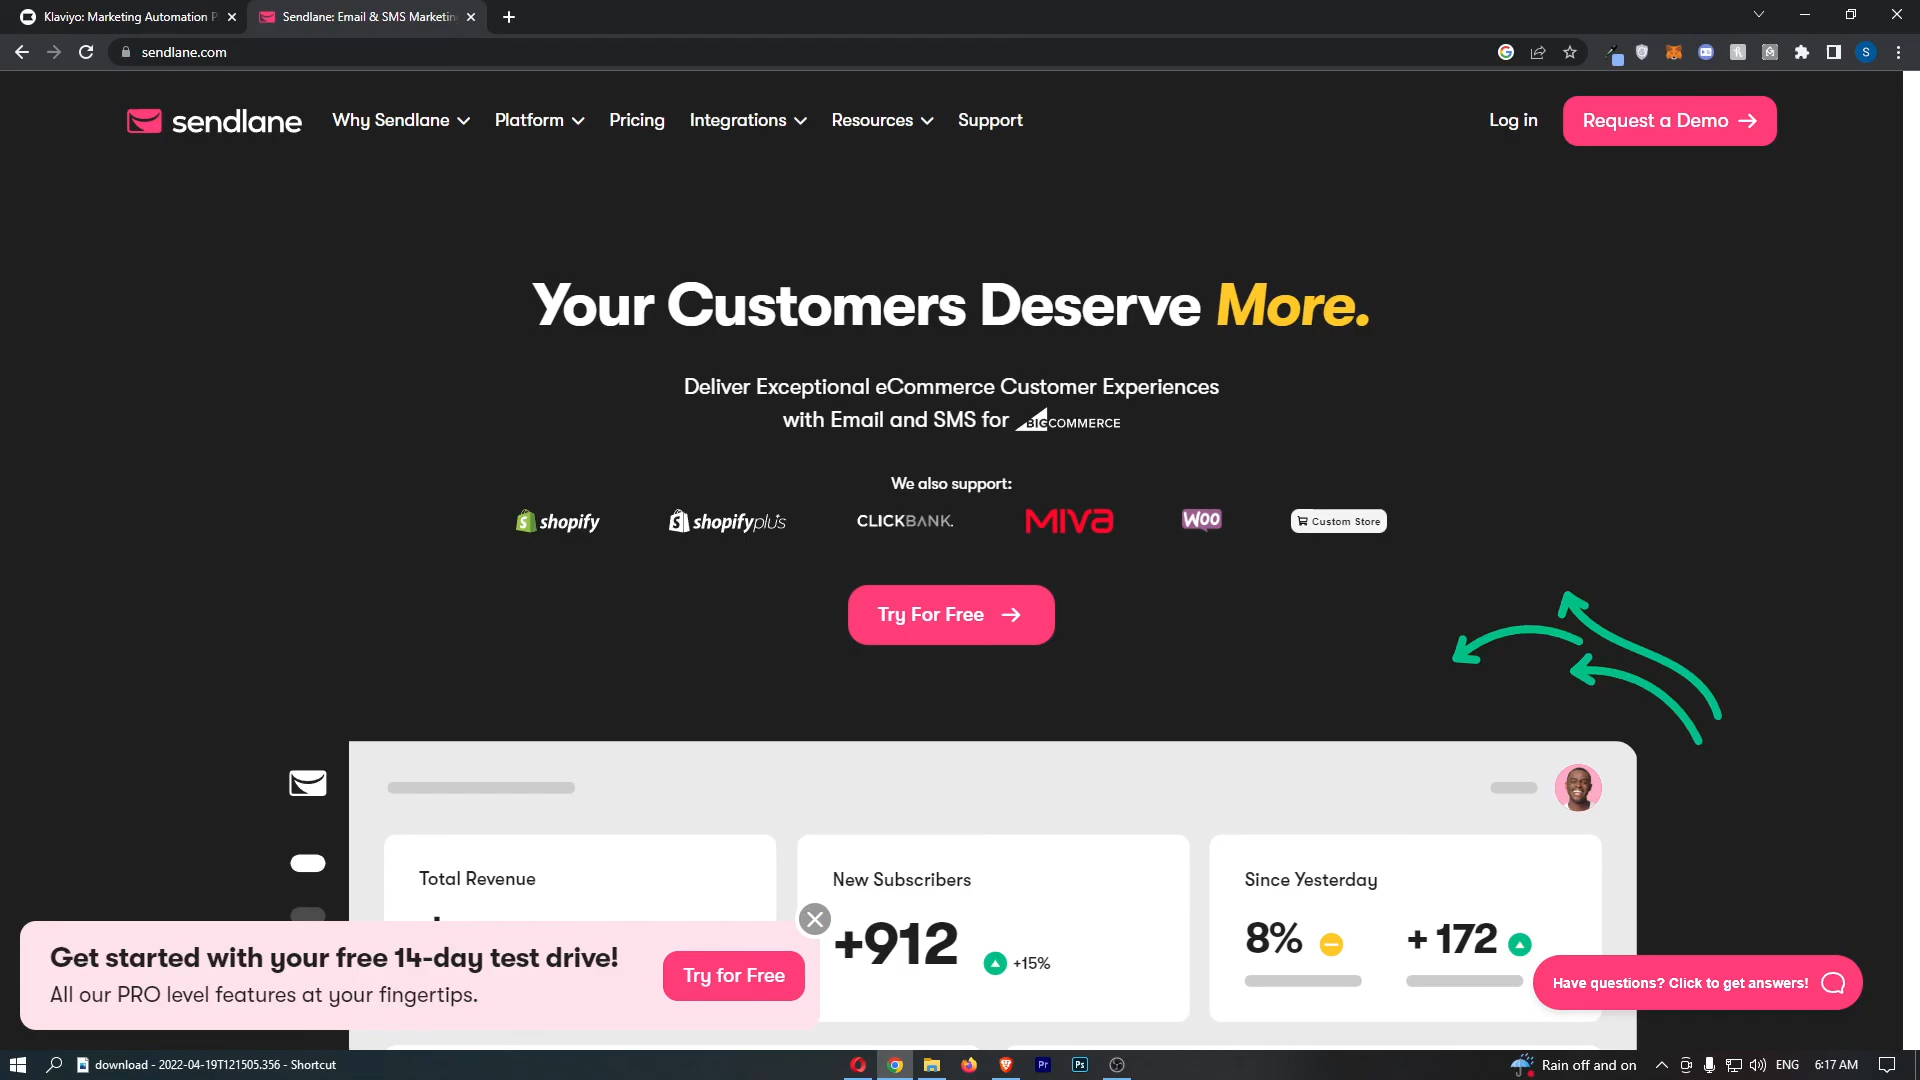 Klaviyo: Marketing Automation P
Sendlane: Email & SMS Marketin
sendlane.com
S
sendlane
Why Sendlane
Platform
Pricing
Integrations
Resources
Support
Log in
Request a Demo
Your Customers Deserve More.
Deliver Exceptional eCommerce Customer Experiences
with Email and SMS for BIGCOMMERCE
We also support:
shopify
shopifyplus
CLICKBANK.
MIVA
WOO
Custom Store
Try For Free
Total Revenue
New Subscribers
+912
+15%
Since Yesterday
8%
+ 172
Get started with your free 14-day test drive!
All our PRO level features at your fingertips.
Try for Free
Have questions? Click to get answers!
download - 2022-04-19T121505.356 - Shortcut
Pr
Ps
Rain off and on
ENG
6:17 AM